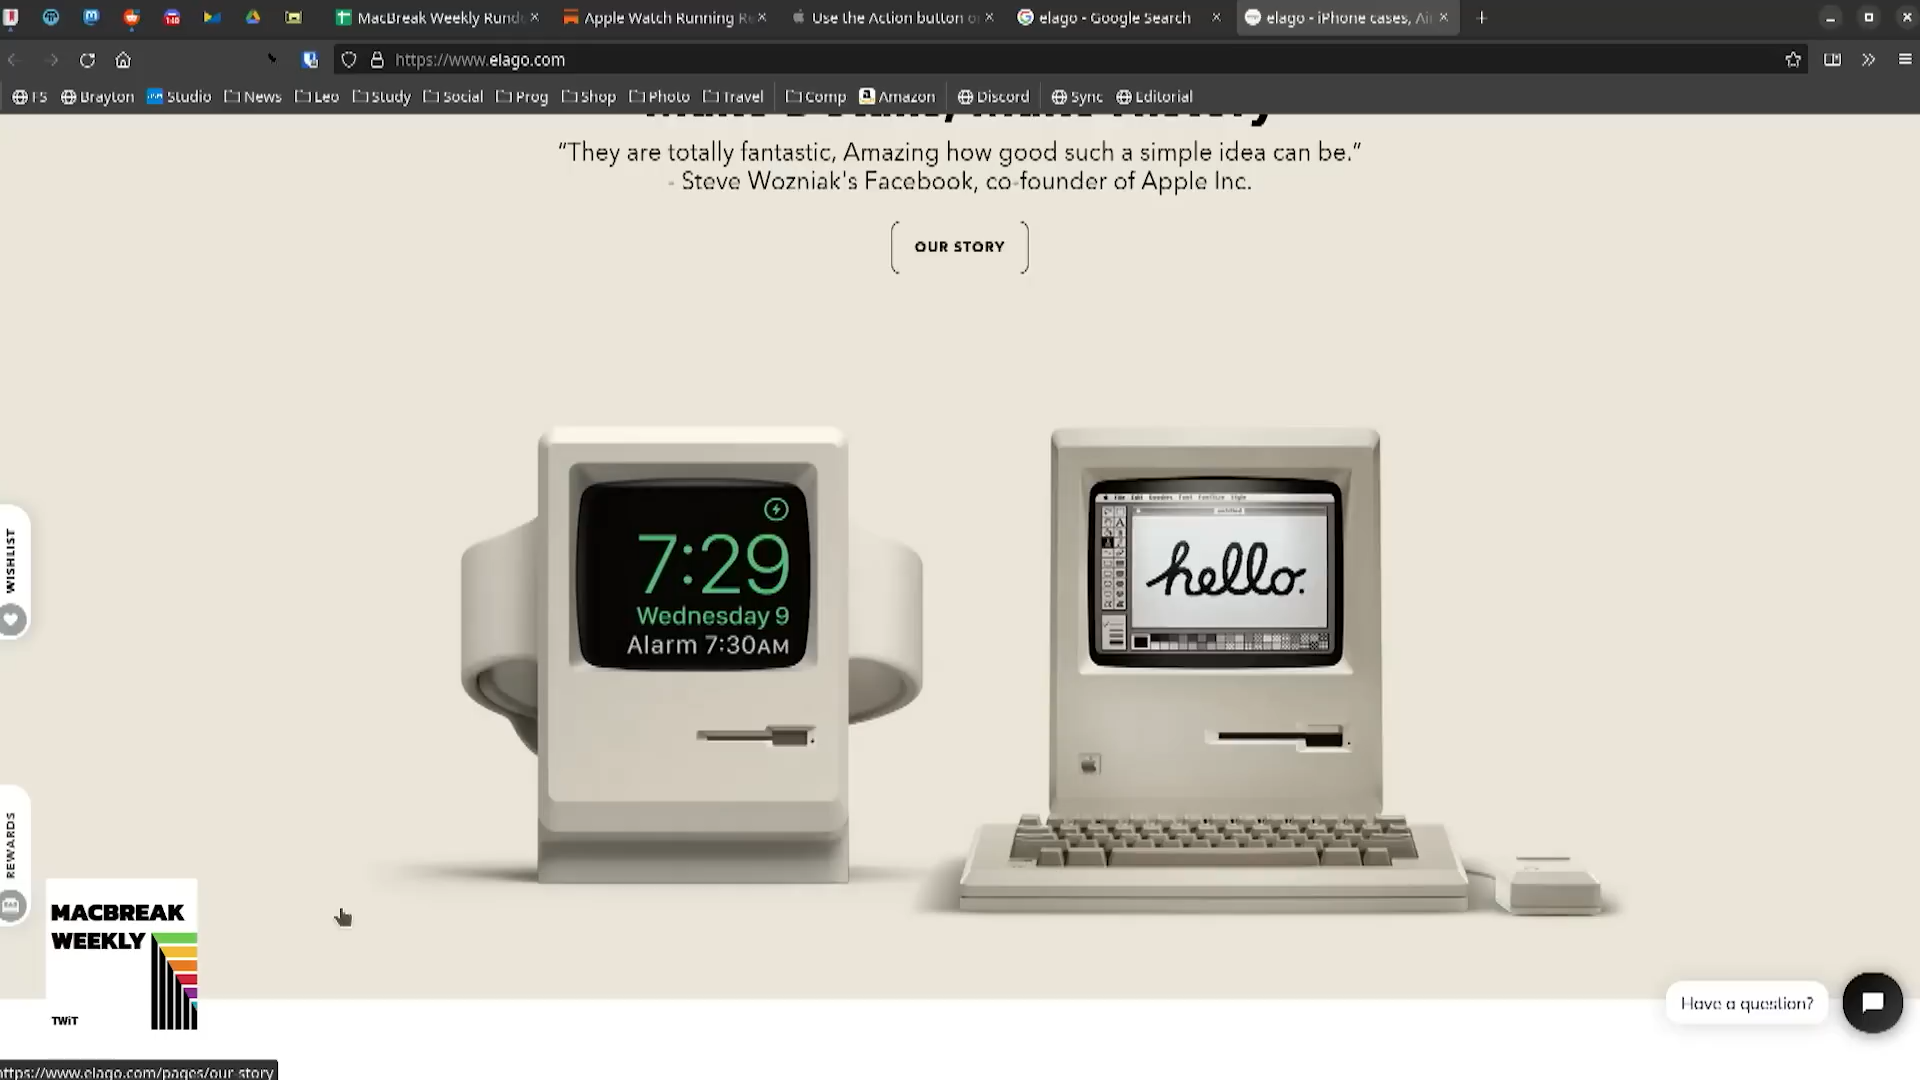 MacBreak Weekly Rund
Apple Watch Running Re
Use the Action button o
elago - Google Search
elago - iPhone cases, Ai
https://www.elago.com
FS
Brayton
Studio
News
Leo
Study
Social
Prog
Shop
Photo
Travel
Comp
Amazon
Discord
Sync
Editorial
“They are totally fantastic, Amazing how good such a simple idea can be.”
- Steve Wozniak's Facebook, co-founder of Apple Inc.
OUR STORY
7:29
Wednesday 9
Alarm 7:30AM
hello.
WISHLIST
REWARDS
MACBREAK
WEEKLY
TWiT
Have a question?
https://www.elago.com/pages/our-story